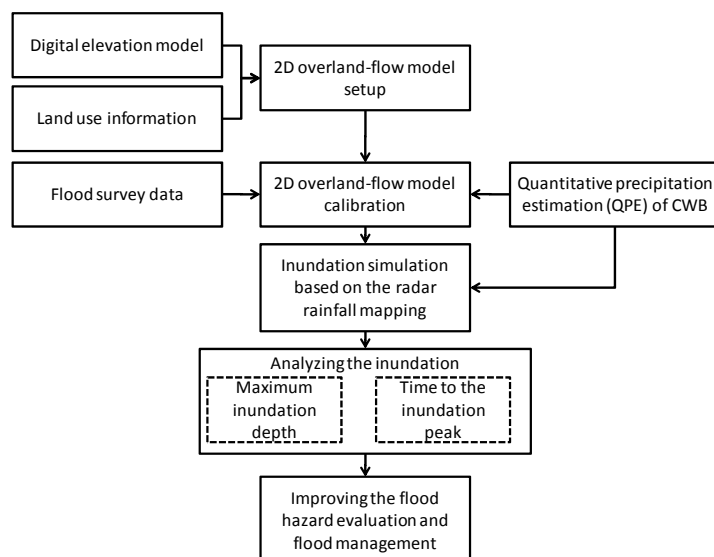 Digital elevation model
2D overland-flow model
setup
Land use information
Flood survey data
2D overland-flow model
calibration
Quantitative precipitation
estimation (QPE) of CWB
Inundation simulation
based on the radar
rainfall mapping
Analyzing the inundation
Maximum
inundation
depth
Time to the
inundation
peak
Improving the flood
hazard evaluation and
flood management